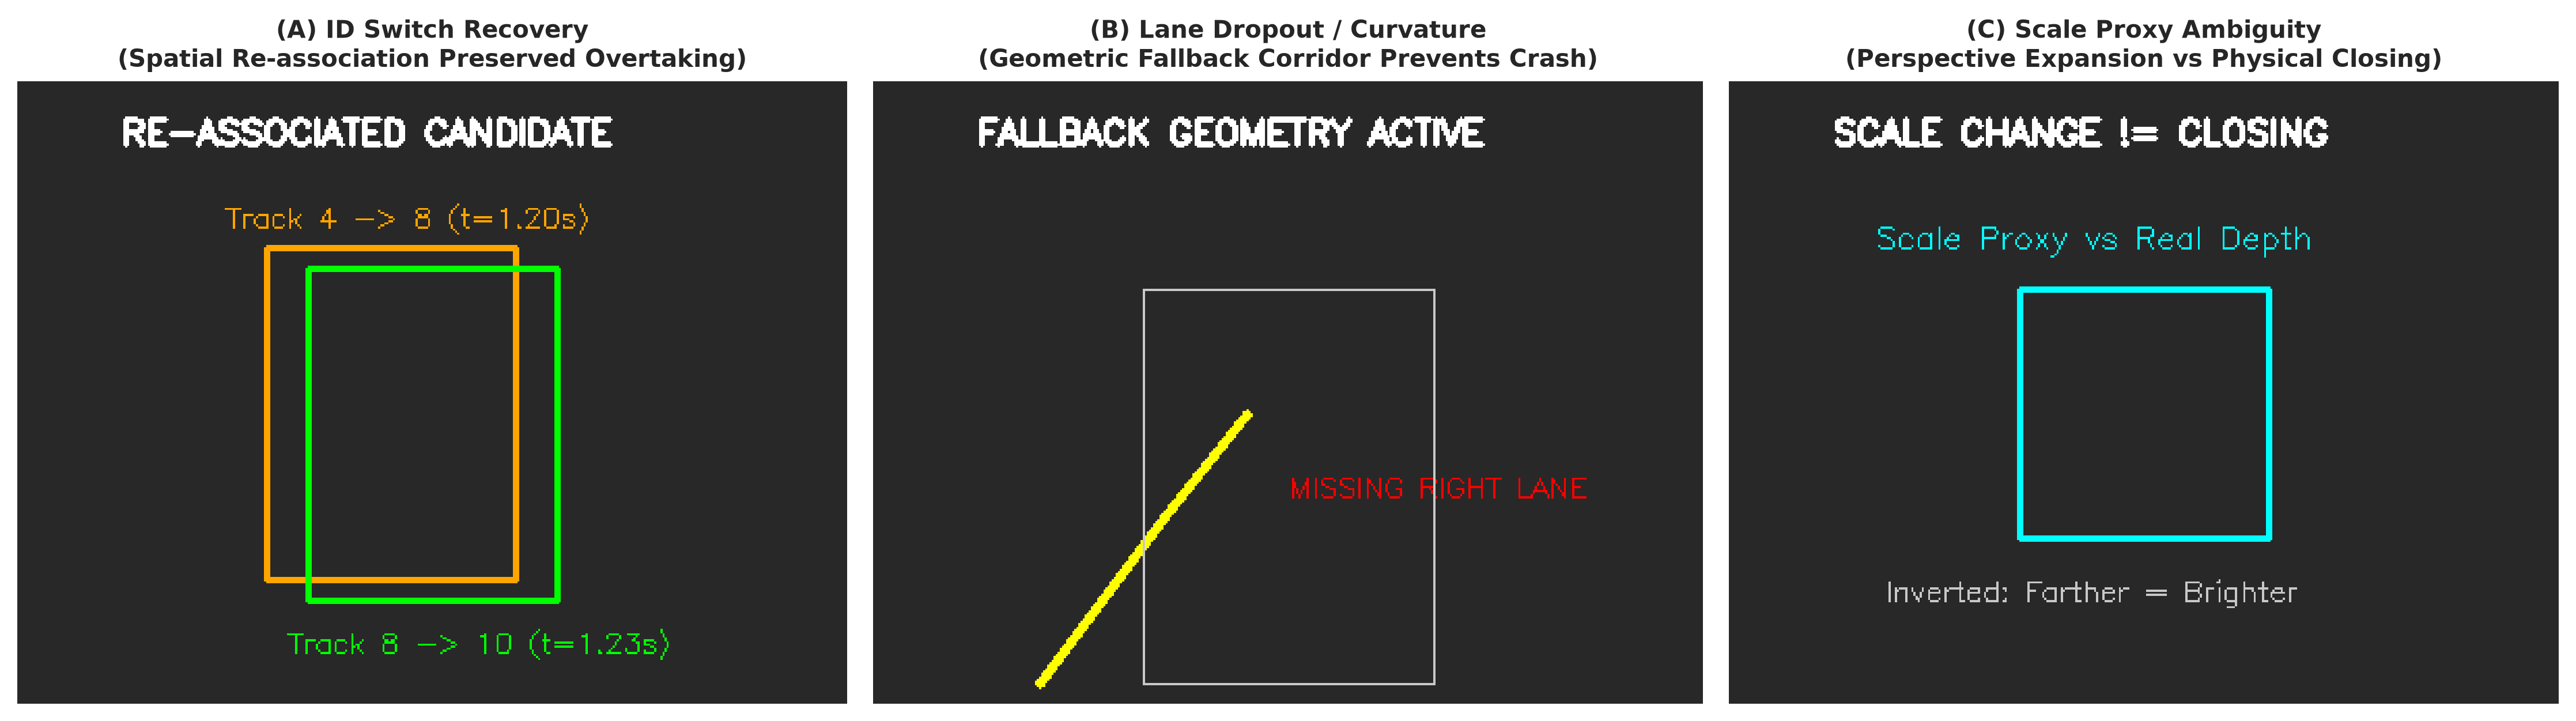 (A) ID Switch Recovery
(Spatial Re-association Preserved Overtaking)
RE-ASSOCIATED CANDIDATE
Track 4 -> 8 (t=1.20s)
Track 8 -> 10 (t=1.23s)
(B) Lane Dropout / Curvature
(Geometric Fallback Corridor Prevents Crash)
FALLBACK GEOMETRY ACTIVE
MISSING RIGHT LANE
(C) Scale Proxy Ambiguity
(Perspective Expansion vs Physical Closing)
SCALE CHANGE != CLOSING
Scale Proxy vs Real Depth
Inverted: Farther = Brighter